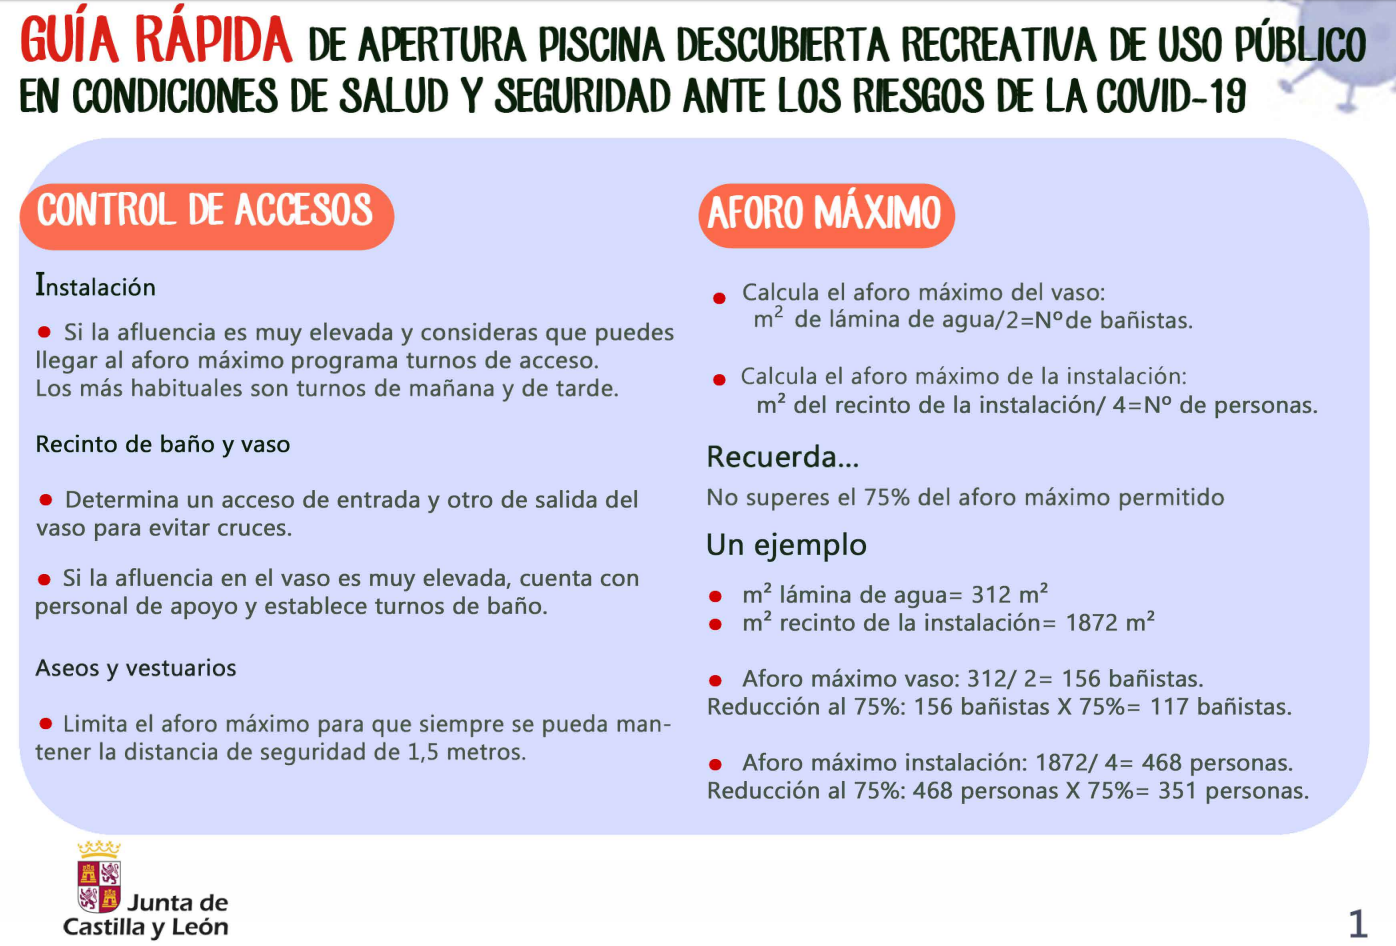 GUÍA RÁPIDA DE APERTURA PISCINA DESCUBIERTA RECREATIVA DE USO PÚBLICO
EN CONDICIONES DE SALUD Y SEGURIDAD ANTE LOS RIESGOS DE LA COVID-19
CONTROL DE ACCESOS
Instalación
• Si la afluencia es muy elevada y consideras que puedes
llegar al aforo máximo programa turnos de acceso.
Los más habituales son turnos de mañana y de tarde.
Recinto de baño y vaso
• Determina un acceso de entrada y otro de salida del
vaso para evitar cruces.
• Si la afluencia en el vaso es muy elevada, cuenta con
personal de apoyo y establece turnos de baño.
Aseos y vestuarios
• Limita el aforo máximo para que siempre se pueda man-
tener la distancia de seguridad de 1,5 metros.
AFORO MÁXIMO
• Calcula el aforo máximo del vaso:
m² de lámina de agua/2=Nº de bañistas.
• Calcula el aforo máximo de la instalación:
m² del recinto de la instalación/ 4=Nº de personas.
Recuerda...
No superes el 75% del aforo máximo permitido
Un ejemplo
• m² lámina de agua= 312 m²
• m² recinto de la instalación= 1872 m²
• Aforo máximo vaso: 312/ 2= 156 bañistas.
Reducción al 75%: 156 bañistas X 75%= 117 bañistas.
• Aforo máximo instalación: 1872/ 4= 468 personas.
Reducción al 75%: 468 personas X 75%= 351 personas.
Junta de
Castilla y León
1